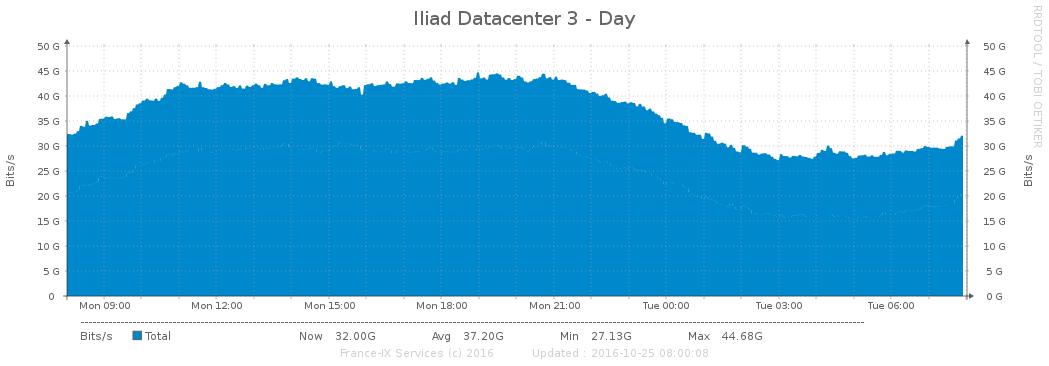 Iliad Datacenter 3 - Day
RRDTOOL / TOBI OETIKER
Bits/s
Bits/s
50 G 50 G
45 G 45 G
40 G 40 G
35 G 35 G
30 G 30 G
25 G 25 G
20 G 20 G
15 G 15 G
10 G 10 G
5 G 5 G
0 0 G
Mon 09:00 Mon 12:00 Mon 15:00 Mon 18:00 Mon 21:00 Tue 00:00 Tue 03:00 Tue 06:00
Bits/s Total Now 32.00G Avg 37.20G Min 27.13G Max 44.68G
France-IX Services (c) 2016 Updated : 2016-10-25 08:00:08